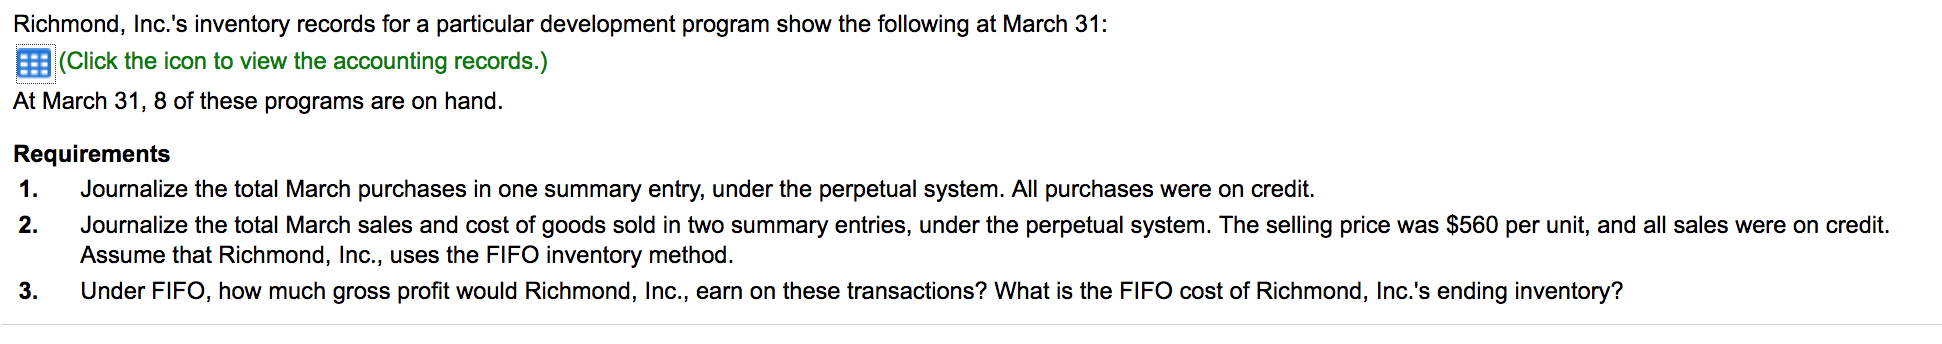 Richmond, Inc.'s inventory records for a particular development program show the following at March 31:
(Click the icon to view the accounting records.)
At March 31, 8 of these programs are on hand.
Requirements
1. Journalize the total March purchases in one summary entry, under the perpetual system. All purchases were on credit.
2. Journalize the total March sales and cost of goods sold in two summary entries, under the perpetual system. The selling price was $560 per unit, and all sales were on credit.
Assume that Richmond, Inc., uses the FIFO inventory method.
3. Under FIFO, how much gross profit would Richmond, Inc., earn on these transactions? What is the FIFO cost of Richmond, Inc.'s ending inventory?